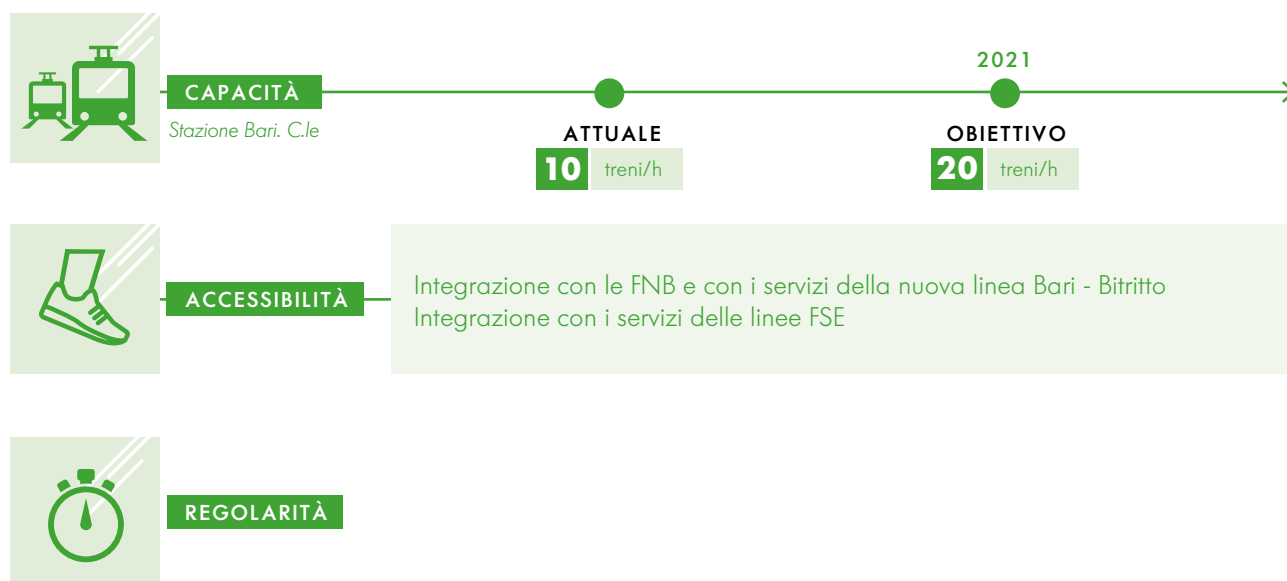 2021
CAPACITÀ
Stazione Bari. C.le
ATTUALE
OBIETTIVO
10 treni/h
20 treni/h
ACCESSIBILITÀ
Integrazione con le FNB e con i servizi della nuova linea Bari - Bitritto
Integrazione con i servizi delle linee FSE
REGOLARITÀ